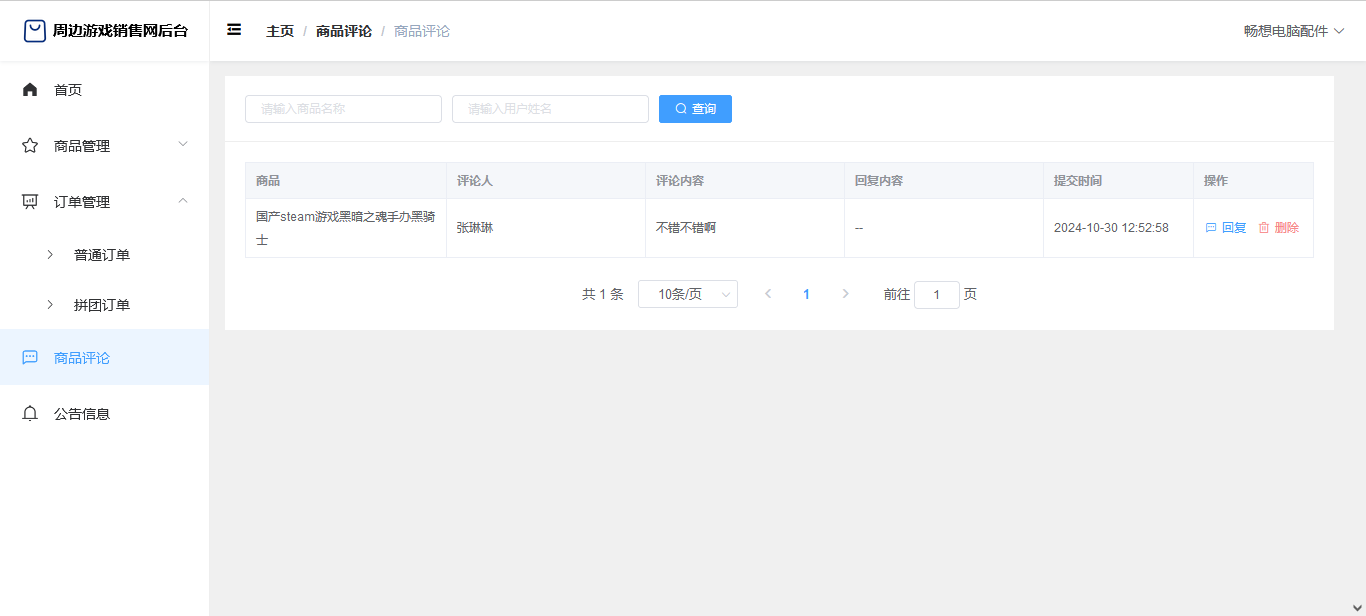 周边游戏销售网后台
主页 / 商品评论 / 商品评论
畅想电脑配件
首页
商品管理
订单管理
普通订单
拼团订单
商品评论
公告信息
请输入商品名称 请输入用户姓名 查询
商品 评论人 评论内容 回复内容 提交时间 操作
国产steam游戏黑暗之魂手办黑骑
士
张琳琳 不错不错啊 -- 2024-10-30 12:52:58 回复 删除
共 1 条 10条/页 1 前往 1 页